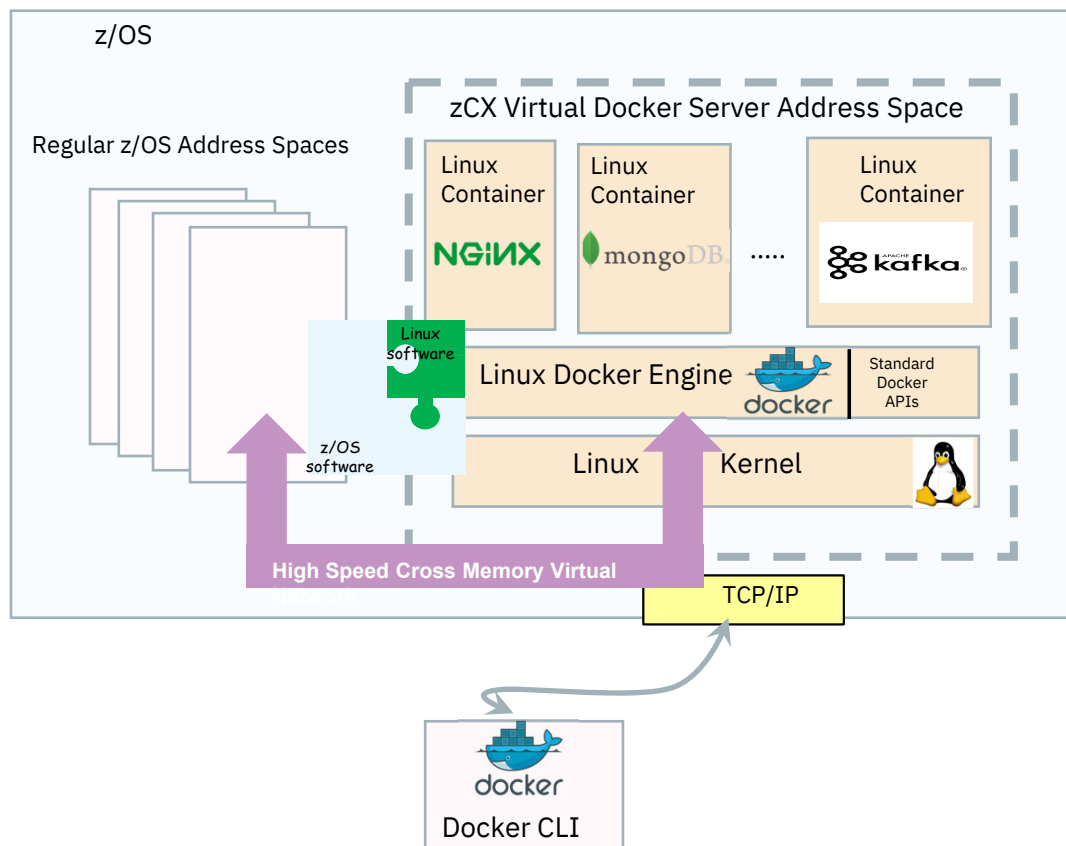 z/OS
zCX Virtual Docker Server Address Space
Regular z/OS Address Spaces
Linux
Container
NGiNX
Linux
Container
mongoDB.
.....
Linux
Container
APACHE
kafka®
Linux
software
z/OS
software
Linux Docker Engine
docker
Standard
Docker
APIs
Linux Kernel
High Speed Cross Memory Virtual
Network
TCP/IP
docker
Docker CLI